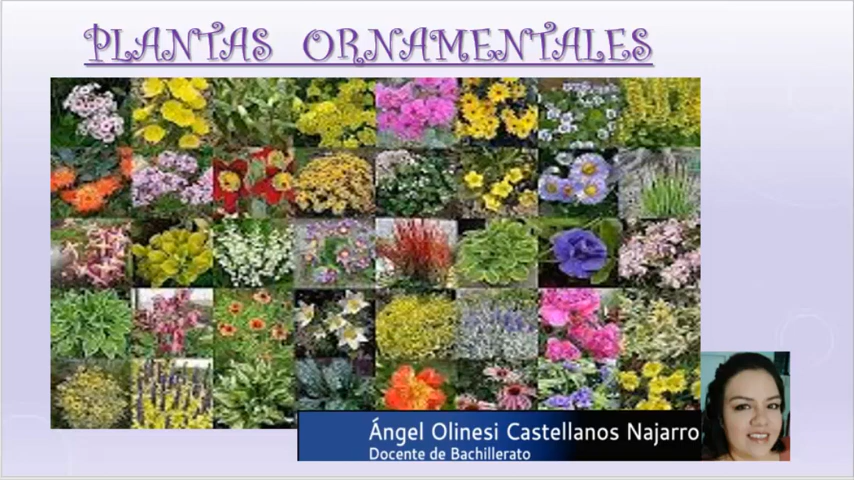 PLANTAS ORNAMENTALES
Ángel Olinesi Castellanos Najarro
Docente de Bachillerato